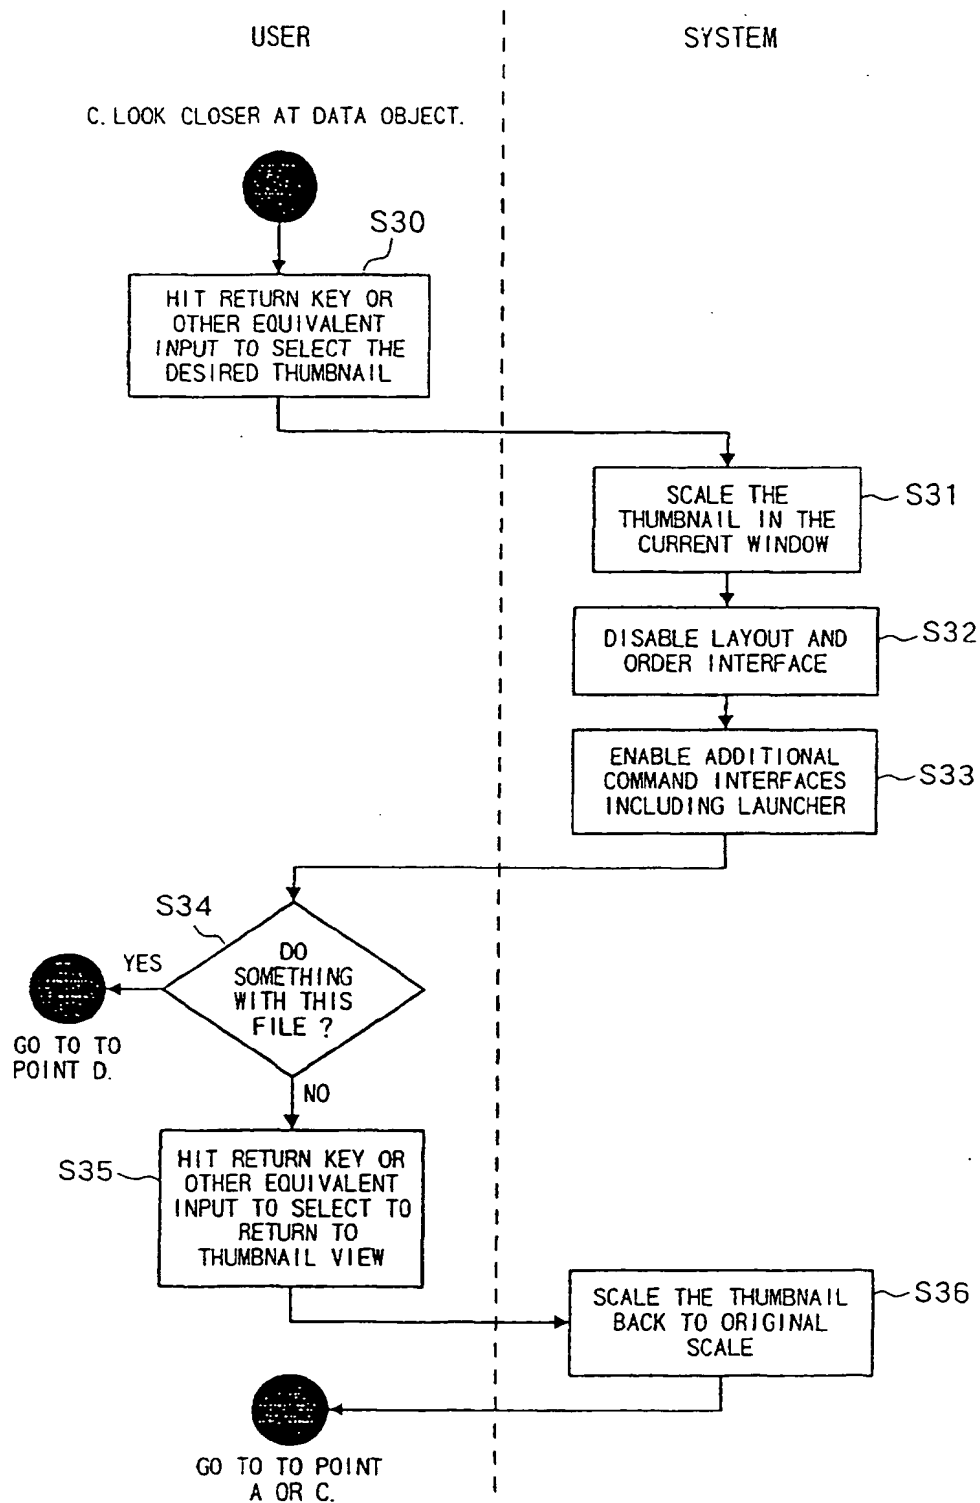 USER
SYSTEM
C. LOOK CLOSER AT DATA OBJECT.
S30
HIT RETURN KEY OR
OTHER EQUIVALENT
INPUT TO SELECT THE
DESIRED THUMBNAIL
SCALE THE
THUMBNAIL IN THE
CURRENT WINDOW
S31
DISABLE LAYOUT AND
ORDER INTERFACE
S32
ENABLE ADDITIONAL
COMMAND INTERFACES
INCLUDING LAUNCHER
S33
S34
DO
SOMETHING
WITH THIS
FILE ?
YES
GO TO TO
POINT D.
NO
S35
HIT RETURN KEY OR
OTHER EQUIVALENT
INPUT TO SELECT TO
RETURN TO
THUMBNAIL VIEW
SCALE THE THUMBNAIL
BACK TO ORIGINAL
SCALE
S36
GO TO TO POINT
A OR C.